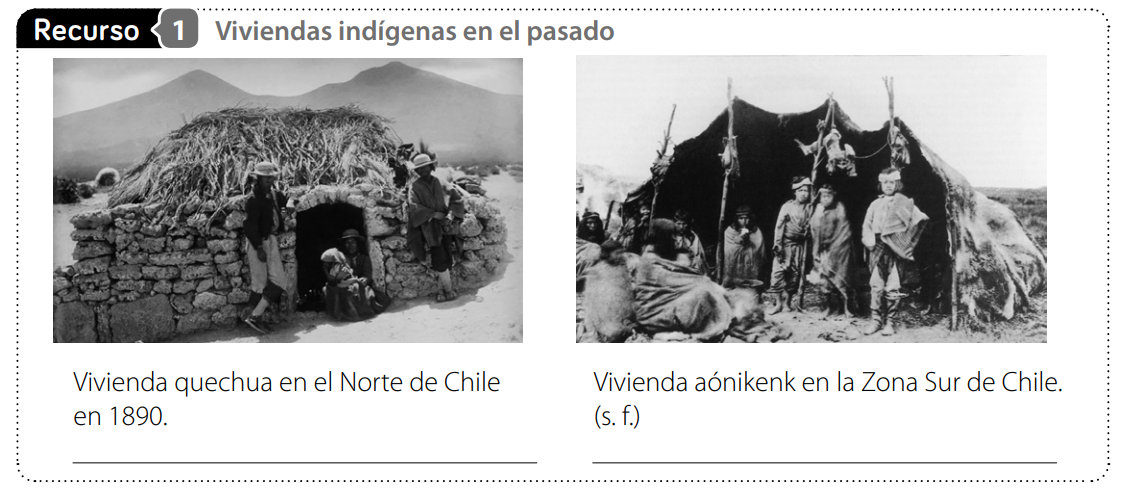 Recurso 1 Viviendas indígenas en el pasado
Vivienda quechua en el Norte de Chile
en 1890.
Vivienda aónikenk en la Zona Sur de Chile.
(s. f.)